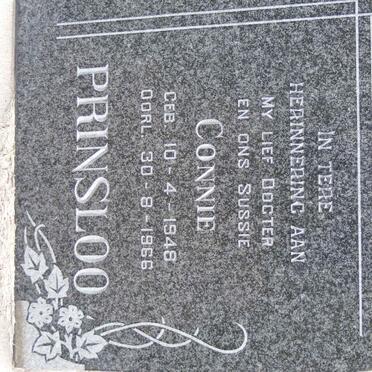 IN TERE
HERINNERING AAN
MY LIEF DOGTER
EN ONS SUSSIE
CONNIE
GEB. 10-4-1948
OORL. 30-8-1966
PRINSLOO